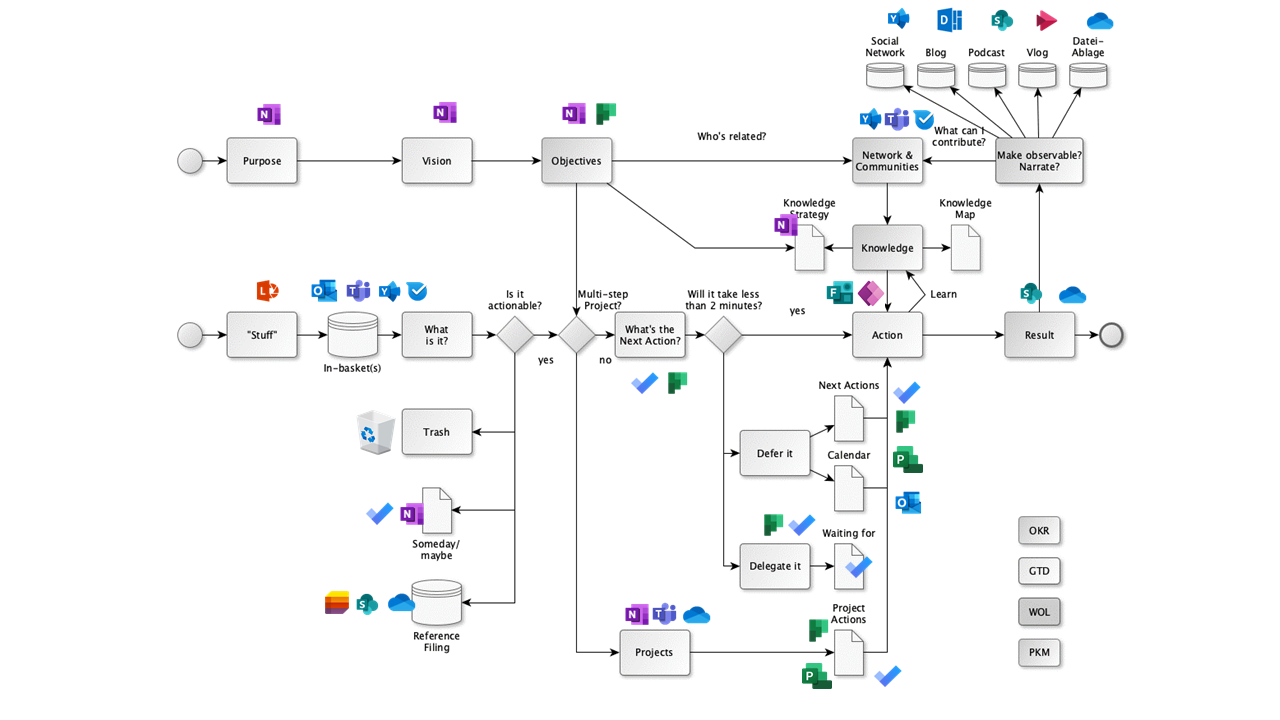 Social
Network
Blog
Podcast
Vlog
Datei-
Ablage
Purpose
Vision
Objectives
Who's related?
Network &
Communities
What can I
contribute?
Make observable?
Narrate?
Knowledge
Strategy
Knowledge
Knowledge
Map
"Stuff"
In-basket(s)
What
is it?
Is it
actionable?
yes
Multi-step
Project?
no
What's the
Next Action?
Will it take less
than 2 minutes?
yes
Learn
Action
Result
Trash
Someday/
maybe
Reference
Filing
Next Actions
Defer it
Calendar
Waiting for
Delegate it
Project
Actions
Projects
OKR
GTD
WOL
PKM